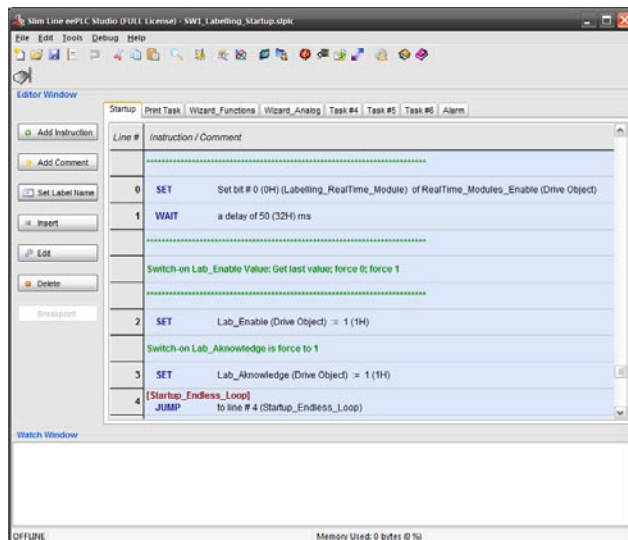 Slim Line eePLC Studio (FULL License) - SW1_Labelling_Startup.slplc
File Edit Tools Debug Help
Editor Window
Startup Print Task Wizard_Functions Wizard_Analog Task #4 Task #5 Task #6 Alarm
Add Instruction
Line # Instruction / Comment
Add Comment
Set Label Name
0 SET Set bit # 0 (0H) (Labelling_RealTime_Module) of RealTime_Modules_Enable (Drive Object)
1 WAIT a delay of 50 (32H) ms
Insert
Edit
Switch-on Lab_Enable Value: Get last value; force 0; force 1
Delete
Breakpoint
2 SET Lab_Enable (Drive Object) := 1 (1H)
Switch-on Lab_Aknowledge is force to 1
3 SET Lab_Aknowledge (Drive Object) := 1 (1H)
[Startup_Endless_Loop]
4 JUMP to line # 4 (Startup_Endless_Loop)
Watch Window
OFFLINE Memory Used: 0 bytes (0 %)